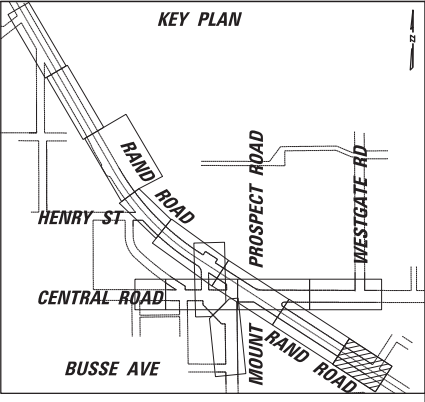 KEY PLAN
N
RAND ROAD
HENRY ST
MOUNT PROSPECT ROAD
WESTGATE RD
CENTRAL ROAD
RAND ROAD
BUSSE AVE